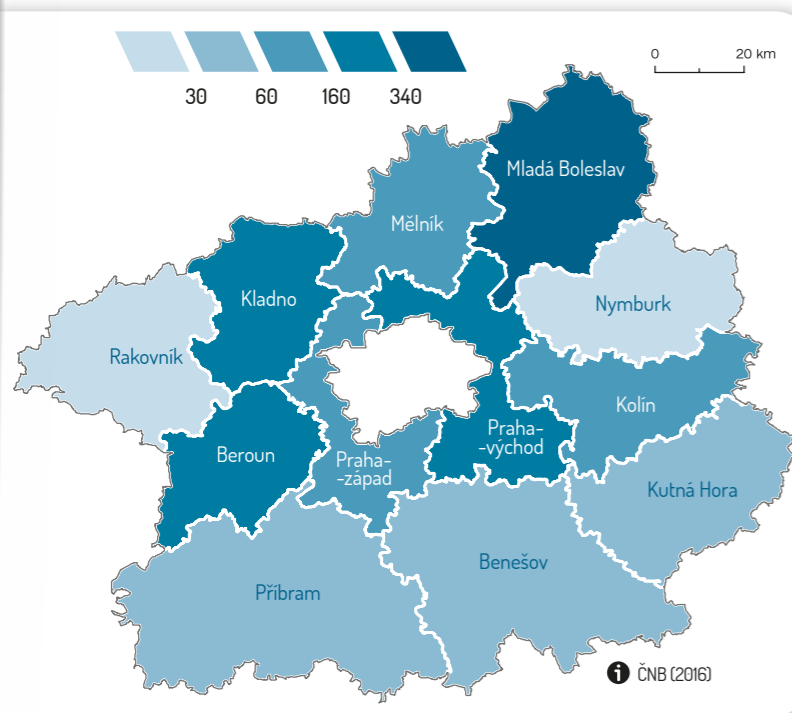 30 60 160 340
0 20 km
Mladá Boleslav
Mělník
Kladno
Nymburk
Rakovník
Kolín
Beroun
Praha-
-východ
Praha-
-západ
Kutná Hora
Benešov
Příbram
i ČNB (2016)